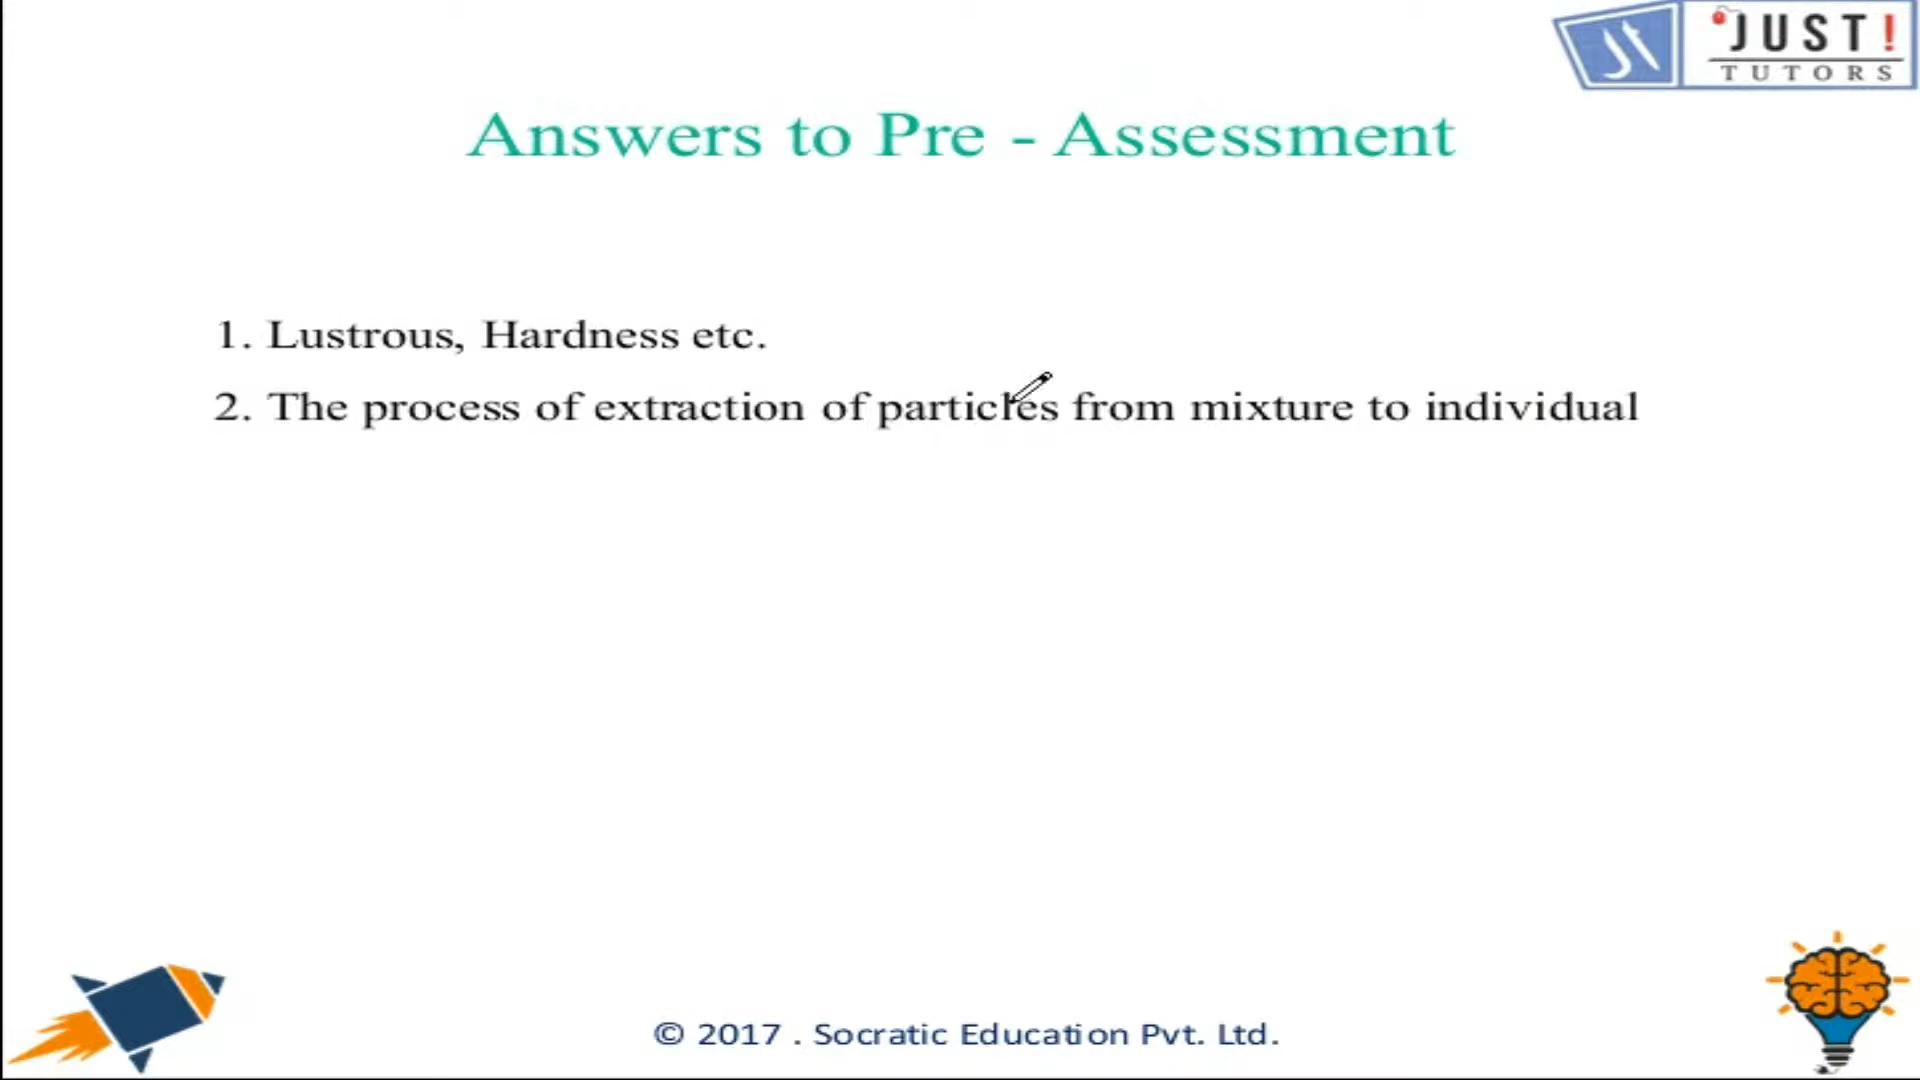 JUST!
TUTORS
Answers to Pre - Assessment
1. Lustrous, Hardness etc.
2. The process of extraction of particles from mixture to individual
© 2017 . Socratic Education Pvt. Ltd.